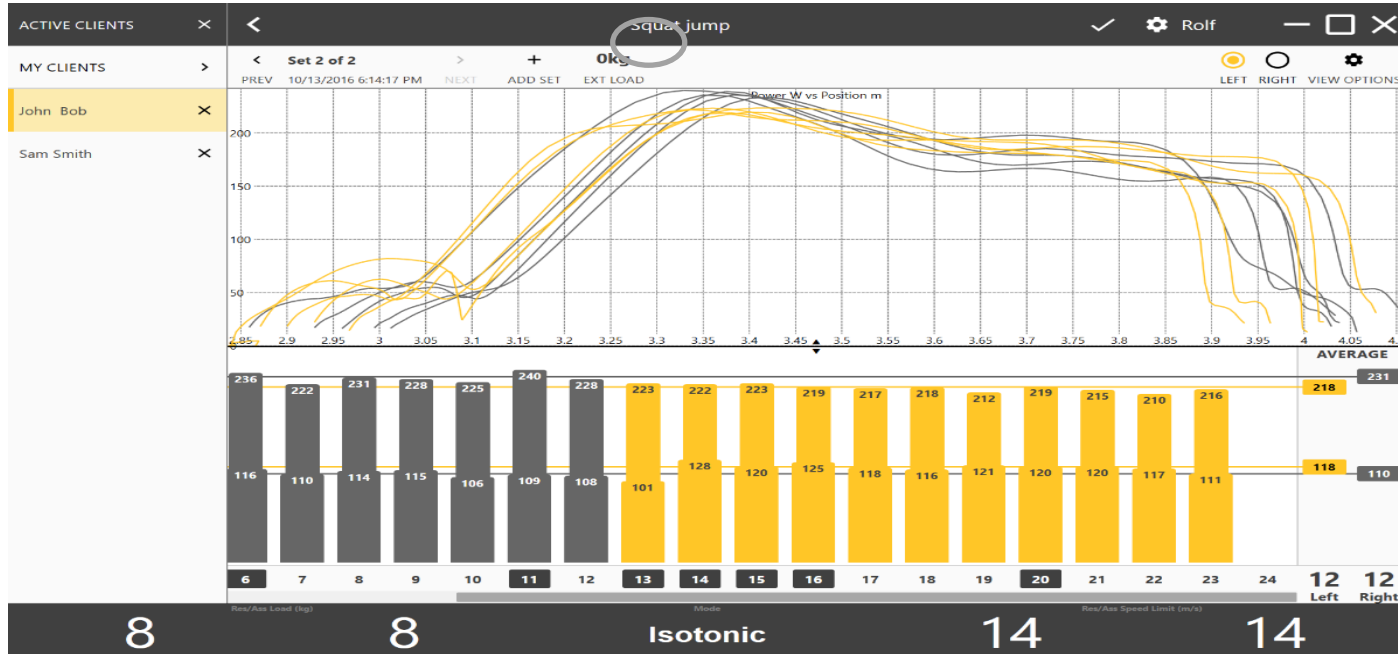 ACTIVE CLIENTS ✕
Squat jump
Rolf
MY CLIENTS >
< Set 2 of 2 > + 0kg
PREV 10/13/2016 6:14:17 PM NEXT ADD SET EXT LOAD
LEFT RIGHT VIEW OPTIONS
John Bob ✕
Sam Smith ✕
Power W vs Position m
200
150
100
50
2.85 2.9 2.95 3 3.05 3.1 3.15 3.2 3.25 3.3 3.35 3.4 3.45 3.5 3.55 3.6 3.65 3.7 3.75 3.8 3.85 3.9 3.95 4 4.05 4.
AVERAGE
236 222 231 228 225 240 228 223 222 223 219 217 218 212 219 215 210 216 218 231
116 110 114 115 106 109 108 101 128 120 125 118 116 121 120 120 117 111 118 110
6 7 8 9 10 11 12 13 14 15 16 17 18 19 20 21 22 23 24 12 12
Left Right
Res/Ass Load (kg) Mode Res/Ass Speed Limit (m/s)
8 8 Isotonic 14 14